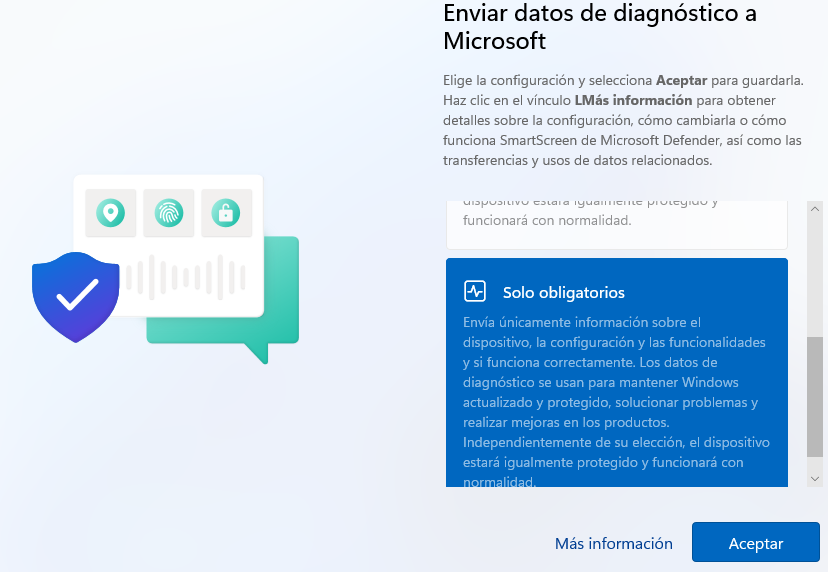 Enviar datos de diagnóstico a
Microsoft
Elige la configuración y selecciona Aceptar para guardarla.
Haz clic en el vínculo LMás información para obtener
detalles sobre la configuración, cómo cambiarla o cómo
funciona SmartScreen de Microsoft Defender, así como las
transferencias y usos de datos relacionados.
dispositivo estará igualmente protegido y
funcionará con normalidad.
Solo obligatorios
Envía únicamente información sobre el
dispositivo, la configuración y las funcionalidades
y si funciona correctamente. Los datos de
diagnóstico se usan para mantener Windows
actualizado y protegido, solucionar problemas y
realizar mejoras en los productos.
Independientemente de su elección, el dispositivo
estará igualmente protegido y funcionará con
normalidad.
Más información
Aceptar